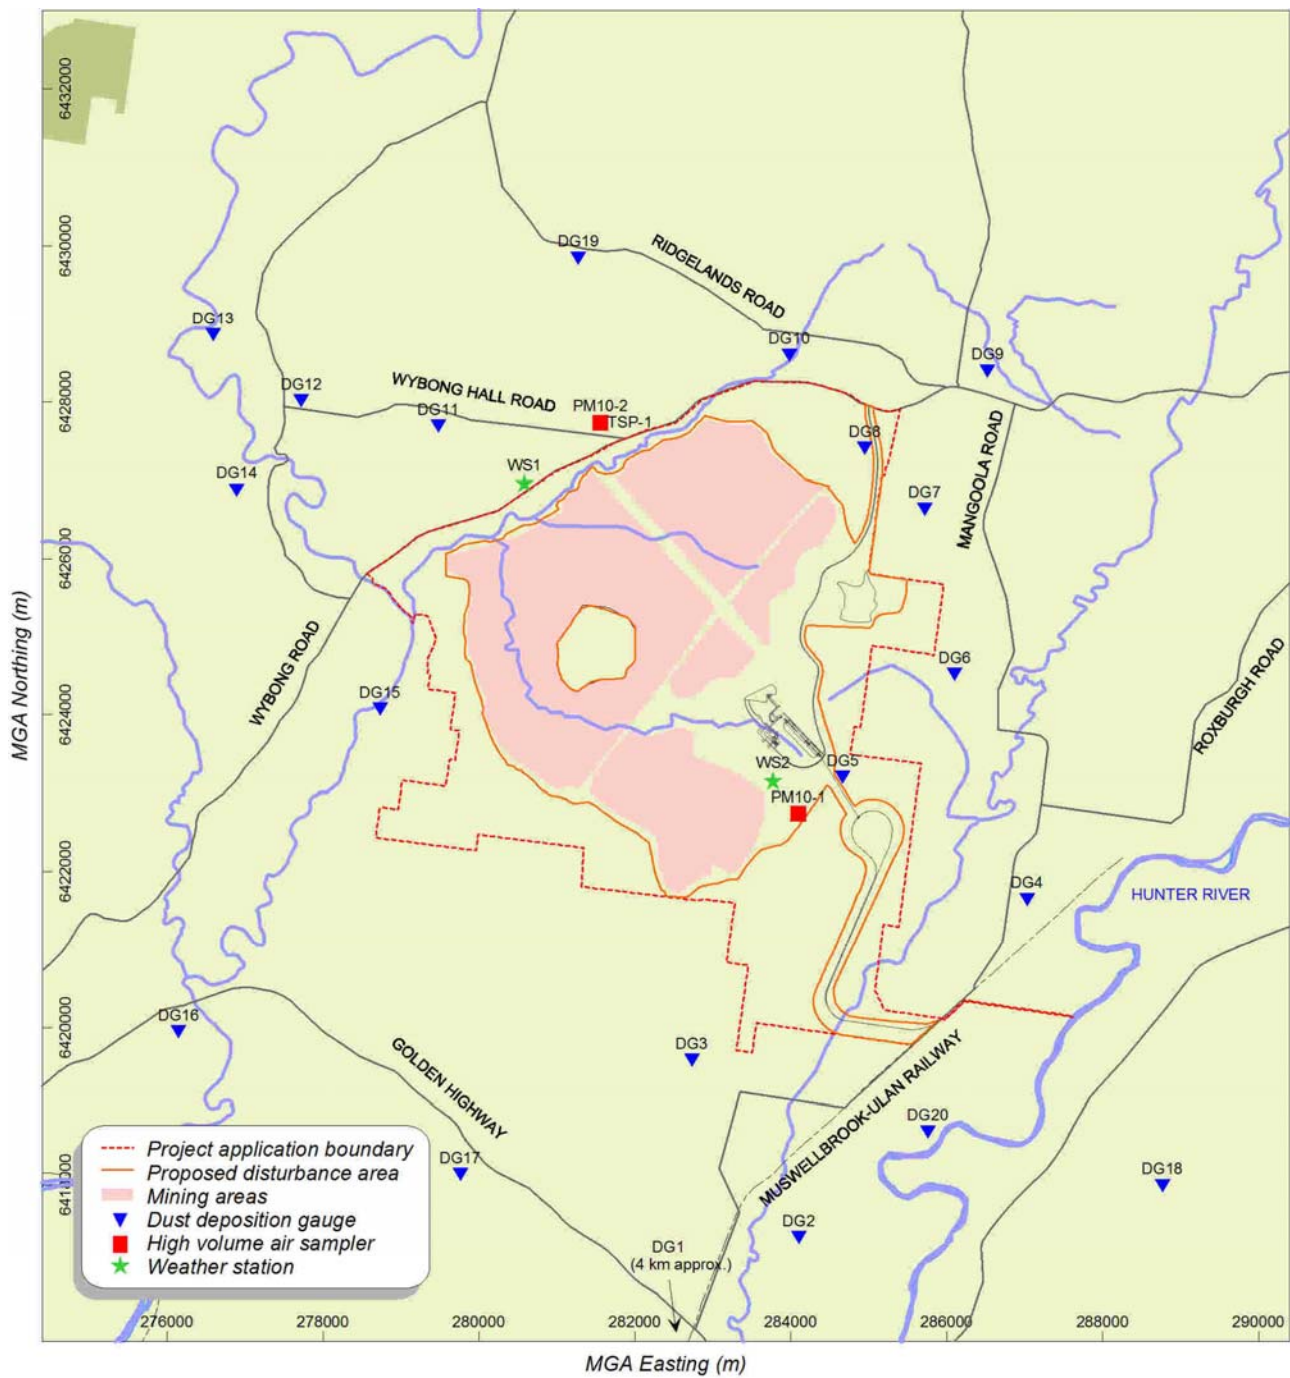 6432000
6430000
DG19
RIDGELANDS ROAD
DG13
DG10
DG9
DG12
WYBONG HALL ROAD
DG11
PM10-2
TSP-1
6428000
DG8
MANGOOLA ROAD
WS1
DG14
DG7
6426000
DG6
WYBONG ROAD
DG15
ROXBURGH ROAD
6424000
MGA Northing (m)
WS2
DG5
PM10-1
DG4
HUNTER RIVER
6422000
DG16
6420000
DG3
GOLDEN HIGHWAY
MUSWELLBROOK-ULAN RAILWAY
DG20
DG17
DG18
DG2
DG1
(4 km approx.)
Project application boundary
Proposed disturbance area
Mining areas
Dust deposition gauge
High volume air sampler
Weather station
276000
278000
280000
282000
284000
286000
288000
290000
MGA Easting (m)